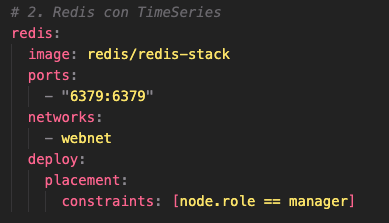 # 2. Redis con TimeSeries
redis:
  image: redis/redis-stack
  ports:
    - "6379:6379"
  networks:
    - webnet
  deploy:
    placement:
      constraints: [node.role == manager]